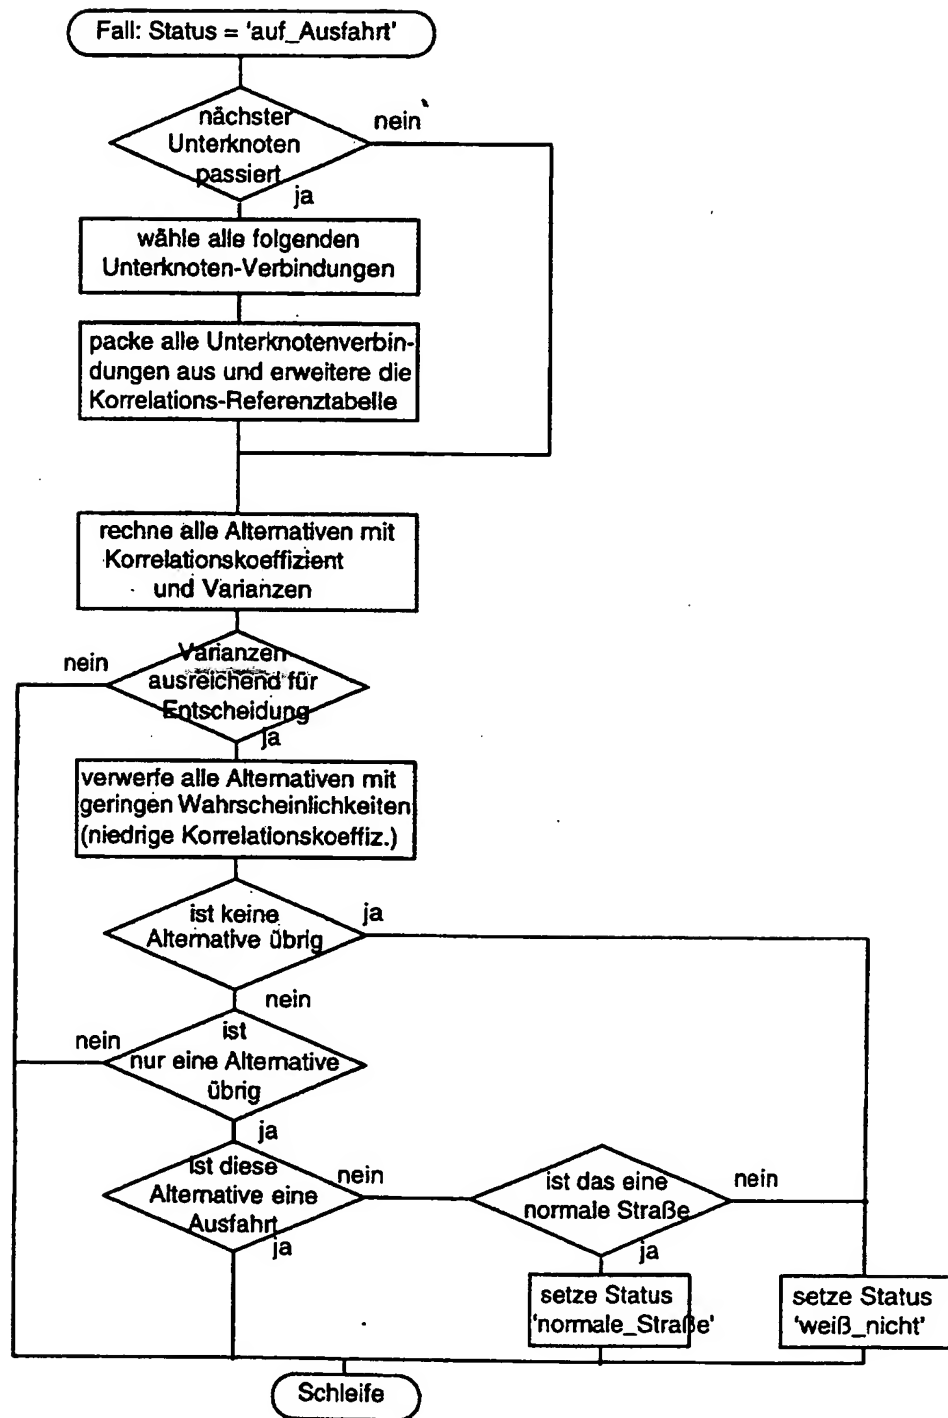 Fall: Status = 'auf_Ausfahrt'
nächster
Unterknoten
passiert
nein
ja
wähle alle folgenden
Unterknoten-Verbindungen
packe alle Unterknotenverbin-
dungen aus und erweitere die
Korrelations-Referenztabelle
rechne alle Alternativen mit
Korrelationskoeffizient
und Varianzen
nein
Varianzen
ausreichend für
Entscheidung
ja
verwerfe alle Alternativen mit
geringen Wahrscheinlichkeiten
(niedrige Korrelationskoeffiz.)
ist keine
Alternative übrig
ja
nein
nein
ist
nur eine Alternative
übrig
ja
ist diese
Alternative eine
Ausfahrt
nein
ja
ist das eine
normale Straße
nein
ja
setze Status
'normale_Straße'
setze Status
'weiß_nicht'
Schleife